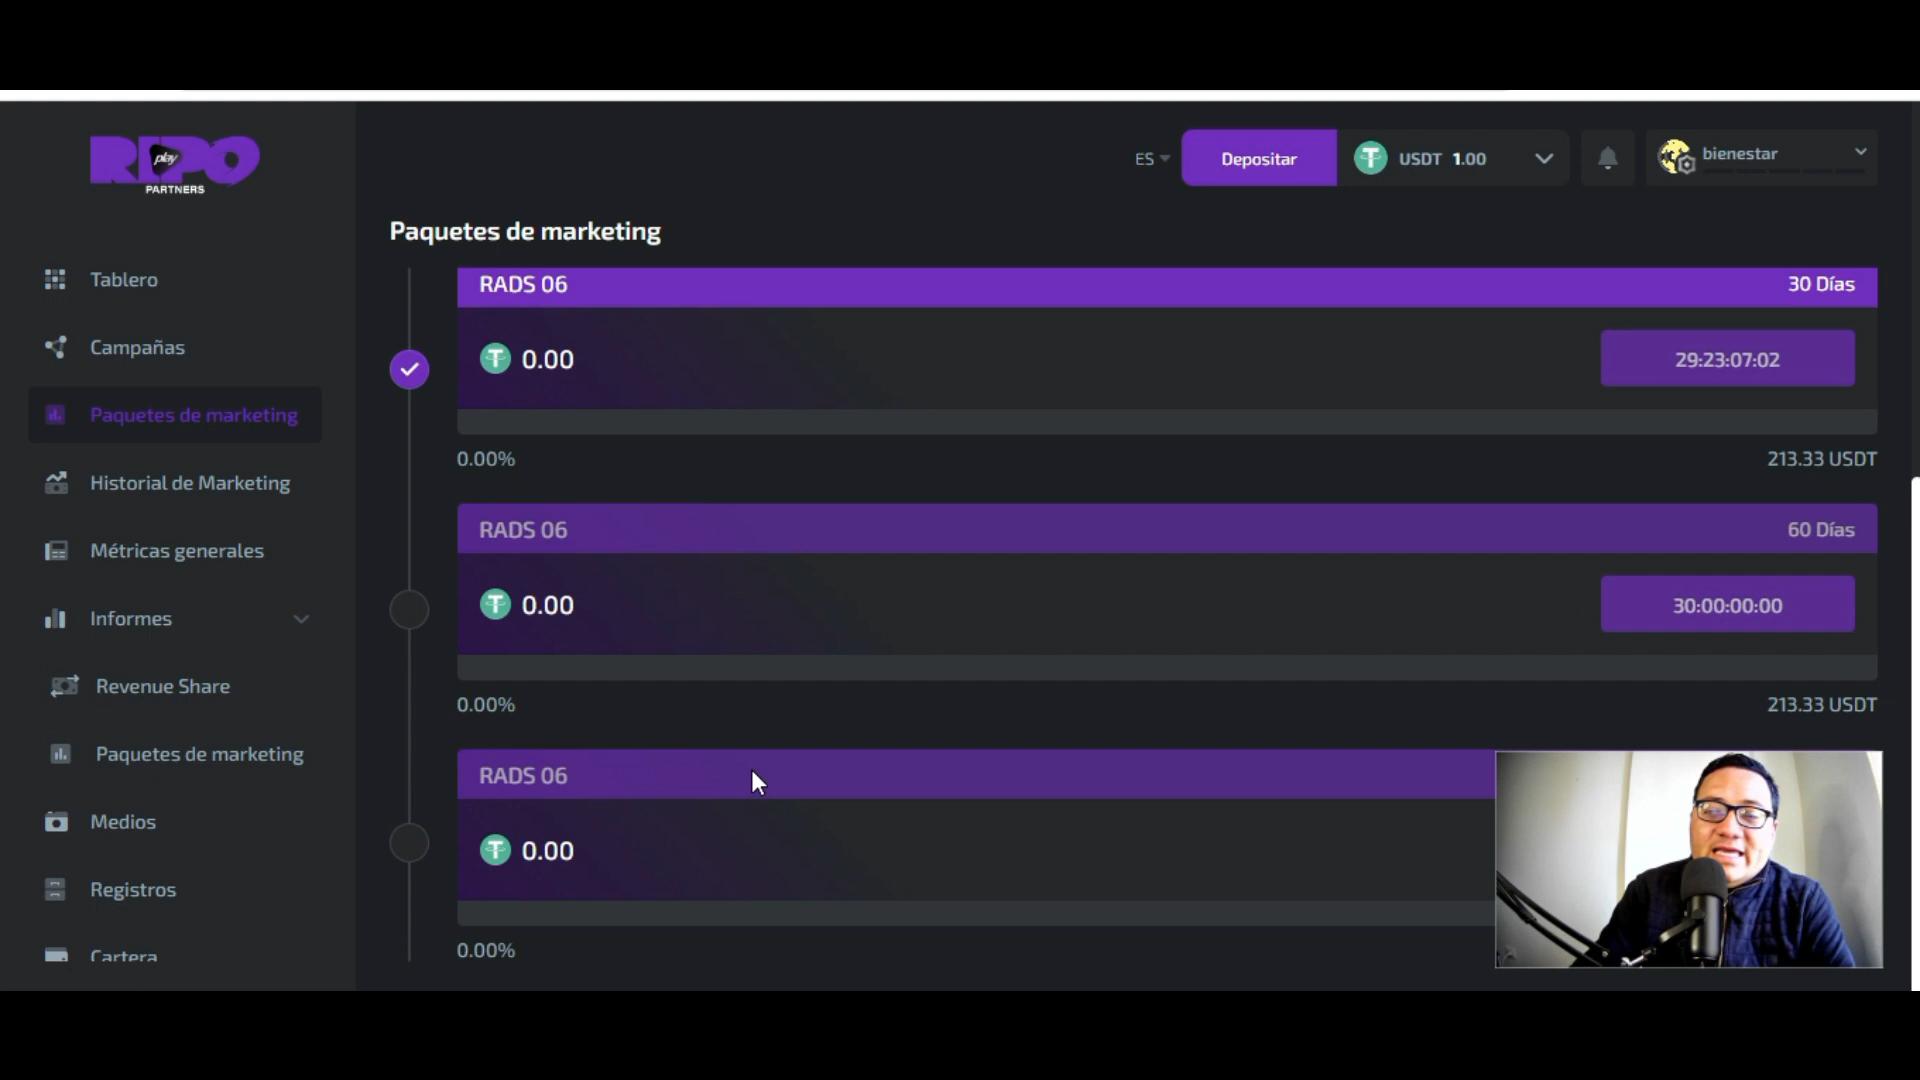 RIPO
play
PARTNERS
ES
Depositar
USDT 1.00
bienestar
Paquetes de marketing
Tablero
Campañas
Paquetes de marketing
Historial de Marketing
Métricas generales
Informes
Revenue Share
Paquetes de marketing
Medios
Registros
Cartera
RADS 06
30 Días
0.00
29:23:07:02
0.00%
213.33 USDT
RADS 06
60 Días
0.00
30:00:00:00
0.00%
213.33 USDT
RADS 06
0.00
0.00%